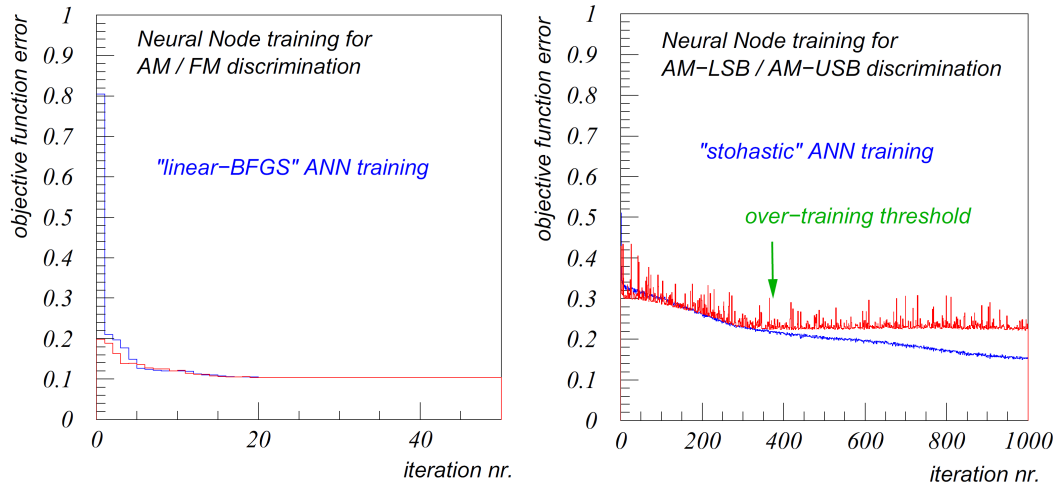 objective function error
1
0.9
0.8
0.7
0.6
0.5
0.4
0.3
0.2
0.1
0
Neural Node training for
AM / FM discrimination
"linear−BFGS" ANN training
0
20
40
iteration nr.
objective function error
1
0.9
0.8
0.7
0.6
0.5
0.4
0.3
0.2
0.1
0
Neural Node training for
AM−LSB / AM−USB discrimination
"stohastic" ANN training
over−training threshold
0
200
400
600
800
1000
iteration nr.